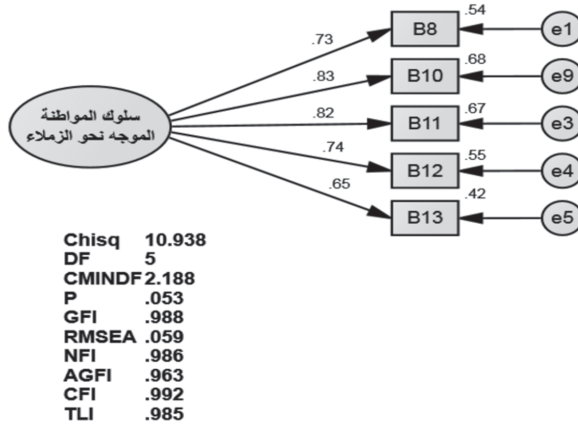 .54
B8
e1
.73
.68
B10
e9
.83
سلوك المواطنة
الموجه نحو الزملاء
.82
.67
B11
e3
.74
.55
B12
e4
.65
.42
B13
e5
Chisq 10.938
DF 5
CMINDF 2.188
P .053
GFI .988
RMSEA .059
NFI .986
AGFI .963
CFI .992
TLI .985